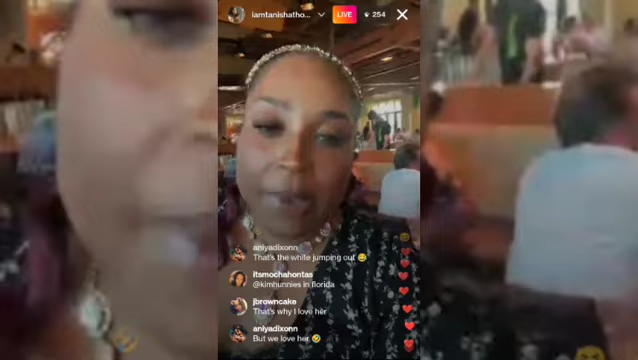 iamtanishatho...
LIVE
254
aniyadixonn
That's the white jumping out 😂
itsmochahontas
@kimhunnies in florida
jbrowncake
That's why I love her
aniyadixonn
But we love her 🤣